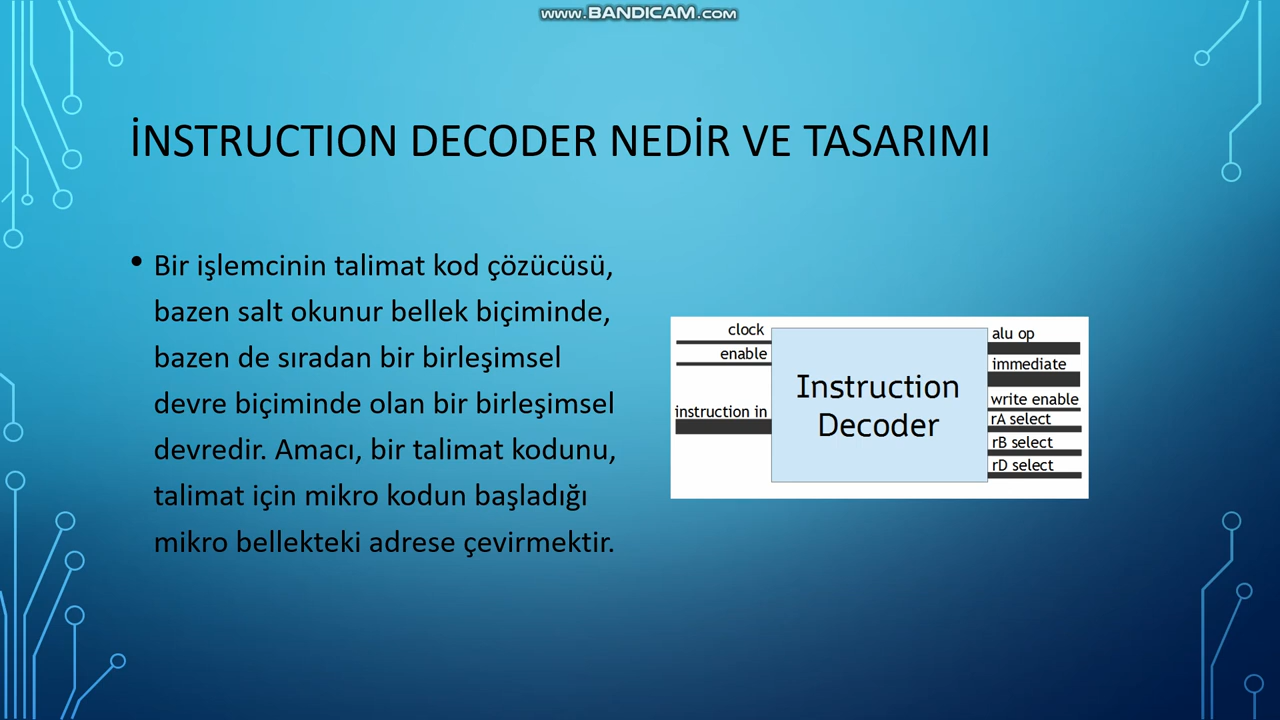 www.BANDICAM.com
İNSTRUCTION DECODER NEDİR VE TASARIMI
• Bir işlemcinin talimat kod çözücüsü,
bazen salt okunur bellek biçiminde,
bazen de sıradan bir birleşimsel
devre biçiminde olan bir birleşimsel
devredir. Amacı, bir talimat kodunu,
talimat için mikro kodun başladığı
mikro bellekteki adrese çevirmektir.
clock
enable
instruction in
Instruction
Decoder
alu op
immediate
write enable
rA select
rB select
rD select